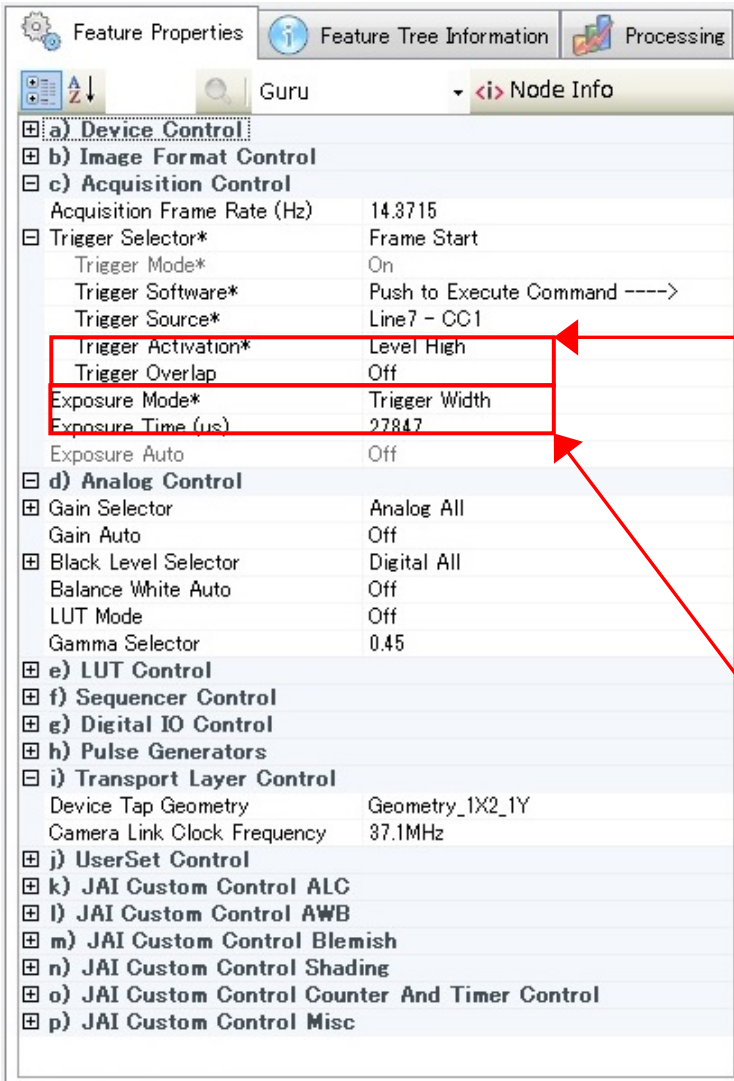 Feature Properties Feature Tree Information Processing
Guru <i> Node Info
a) Device Control
b) Image Format Control
c) Acquisition Control
Acquisition Frame Rate (Hz) 14.3715
Trigger Selector* Frame Start
Trigger Mode* On
Trigger Software* Push to Execute Command ---->
Trigger Source* Line7 - CC1
Trigger Activation* Level High
Trigger Overlap Off
Exposure Mode* Trigger Width
Exposure Time (us) 27847
Exposure Auto Off
d) Analog Control
Gain Selector Analog All
Gain Auto Off
Black Level Selector Digital All
Balance White Auto Off
LUT Mode Off
Gamma Selector 0.45
e) LUT Control
f) Sequencer Control
g) Digital IO Control
h) Pulse Generators
i) Transport Layer Control
Device Tap Geometry Geometry_1X2_1Y
Camera Link Clock Frequency 37.1MHz
j) UserSet Control
k) JAI Custom Control ALC
l) JAI Custom Control AWB
m) JAI Custom Control Blemish
n) JAI Custom Control Shading
o) JAI Custom Control Counter And Timer Control
p) JAI Custom Control Misc